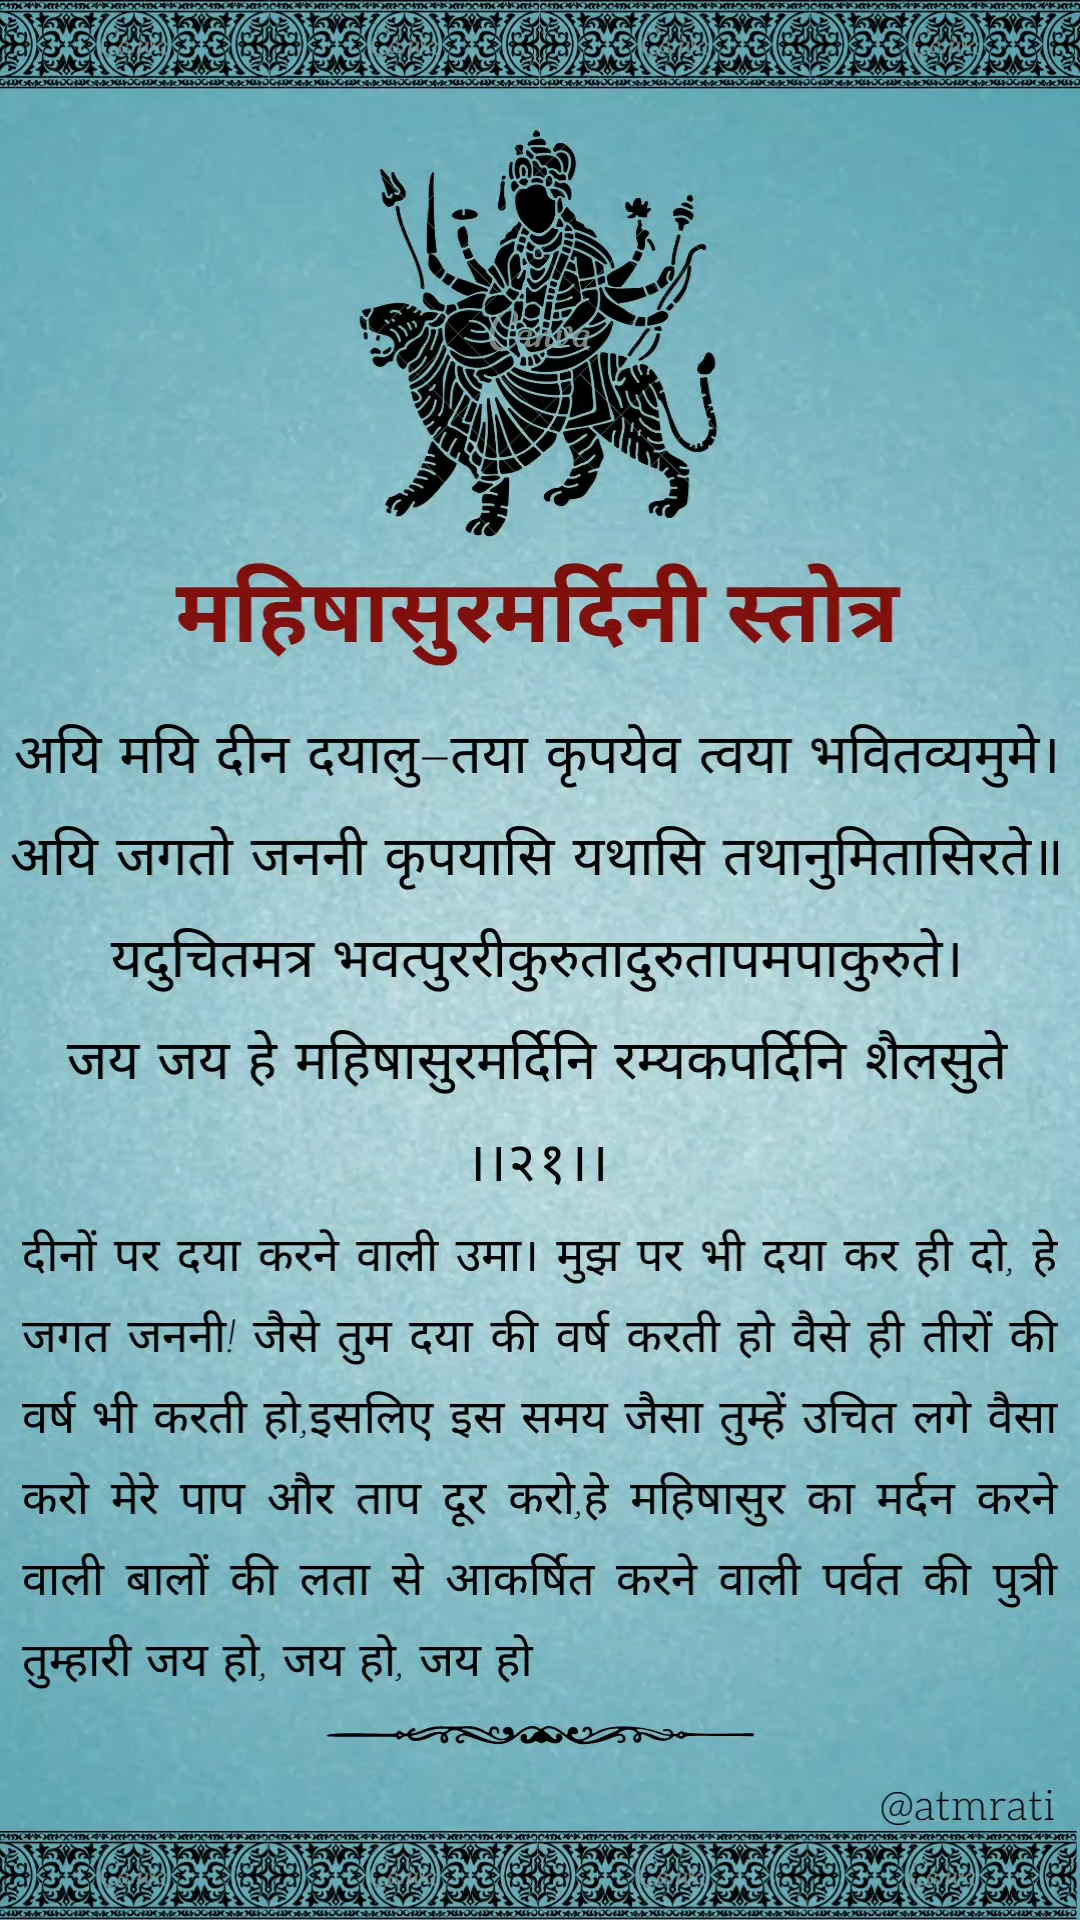 महिषासुरमर्दिनी स्तोत्र
अयि मयि दीन दयालु–तया कृपयेव त्वया भवितव्यमुमे।
अयि जगतो जननी कृपयासि यथासि तथानुमितासिरते॥
यदुचितमत्र भवत्पुररीकुरुतादुरुतापमपाकुरुते।
जय जय हे महिषासुरमर्दिनि रम्यकपर्दिनि शैलसुते
।।२१।।
दीनों पर दया करने वाली उमा। मुझ पर भी दया कर ही दो, हे
जगत जननी! जैसे तुम दया की वर्ष करती हो वैसे ही तीरों की
वर्ष भी करती हो,इसलिए इस समय जैसा तुम्हें उचित लगे वैसा
करो मेरे पाप और ताप दूर करो,हे महिषासुर का मर्दन करने
वाली बालों की लता से आकर्षित करने वाली पर्वत की पुत्री
तुम्हारी जय हो, जय हो, जय हो
@atmrati